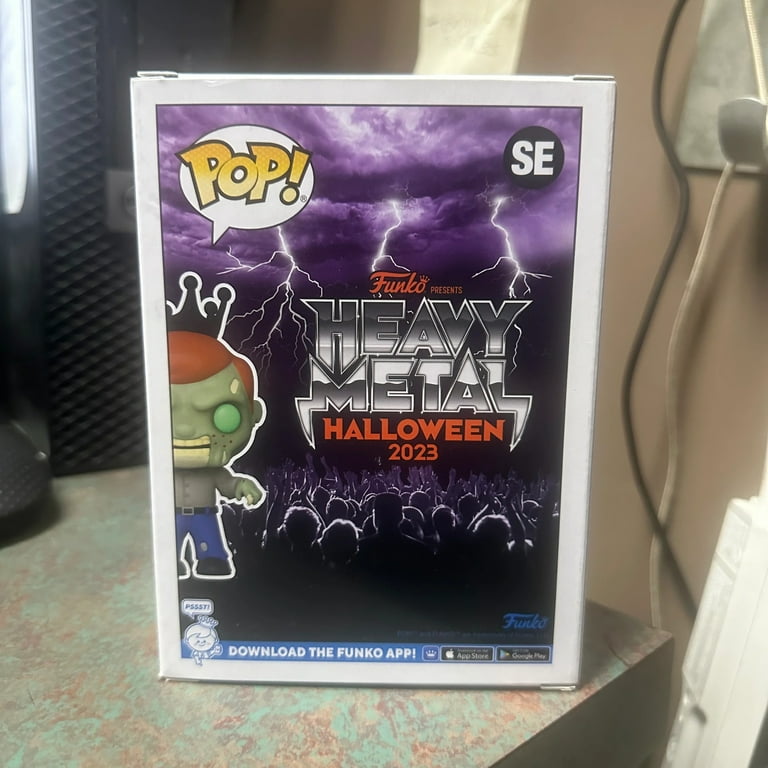 POP!
SE
Funko PRESENTS
HEAVY
METAL
HALLOWEEN
2023
PSSST!
Funko
DOWNLOAD THE FUNKO APP!
App Store
Google Play